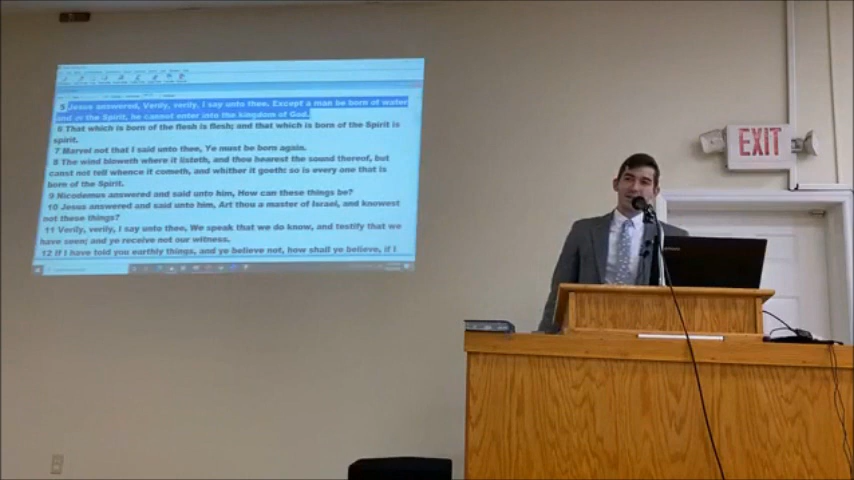 5 Jesus answered, Verily, verily, I say unto thee, Except a man be born of water
and of the Spirit, he cannot enter into the kingdom of God.
6 That which is born of the flesh is flesh; and that which is born of the Spirit is
spirit.
7 Marvel not that I said unto thee, Ye must be born again.
8 The wind bloweth where it listeth, and thou hearest the sound thereof, but
canst not tell whence it cometh, and whither it goeth: so is every one that is
born of the Spirit.
9 Nicodemus answered and said unto him, How can these things be?
10 Jesus answered and said unto him, Art thou a master of Israel, and knowest
not these things?
11 Verily, verily, I say unto thee, We speak that we do know, and testify that we
have seen; and ye receive not our witness.
12 If I have told you earthly things, and ye believe not, how shall ye believe, if I
EXIT